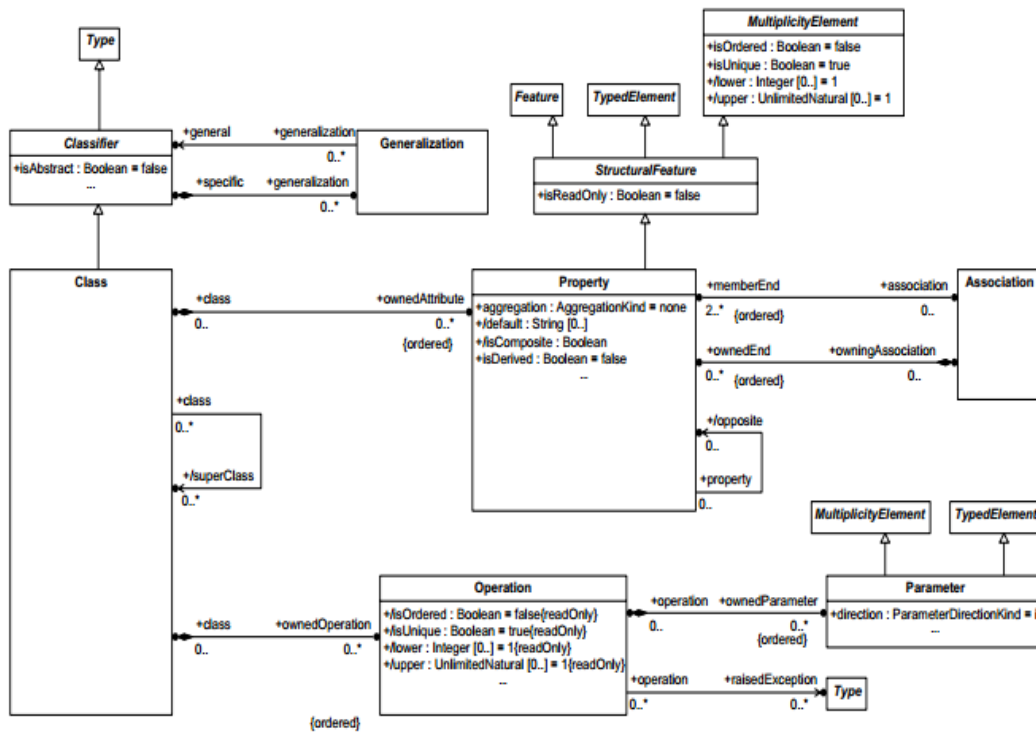 MultiplicityElement
+isOrdered : Boolean = false
+isUnique : Boolean = true
+/lower : Integer [0..] = 1
+/upper : UnlimitedNatural [0..] = 1
Type
Feature
TypedElement
Classifier
+isAbstract : Boolean = false
...
+general
+generalization
0..*
+specific
+generalization
0..*
Generalization
StructuralFeature
+isReadOnly : Boolean = false
Class
+class
0..
+ownedAttribute
0..*
{ordered}
Property
+aggregation : AggregationKind = none
+/default : String [0..]
+/isComposite : Boolean
+isDerived : Boolean = false
...
+memberEnd
2..*
{ordered}
+association
0..
+ownedEnd
0..*
{ordered}
+owningAssociation
0..
Association
+class
0..*
+/superClass
0..*
+/opposite
0..
+property
0..
MultiplicityElement
TypedElement
+class
0..
+ownedOperation
0..*
{ordered}
Operation
+/isOrdered : Boolean = false{readOnly}
+/isUnique : Boolean = true{readOnly}
+/lower : Integer [0..] = 1{readOnly}
+/upper : UnlimitedNatural [0..] = 1{readOnly}
...
+operation
0..
+ownedParameter
0..*
{ordered}
Parameter
+direction : ParameterDirectionKind =
...
+operation
0..*
+raisedException
0..*
Type